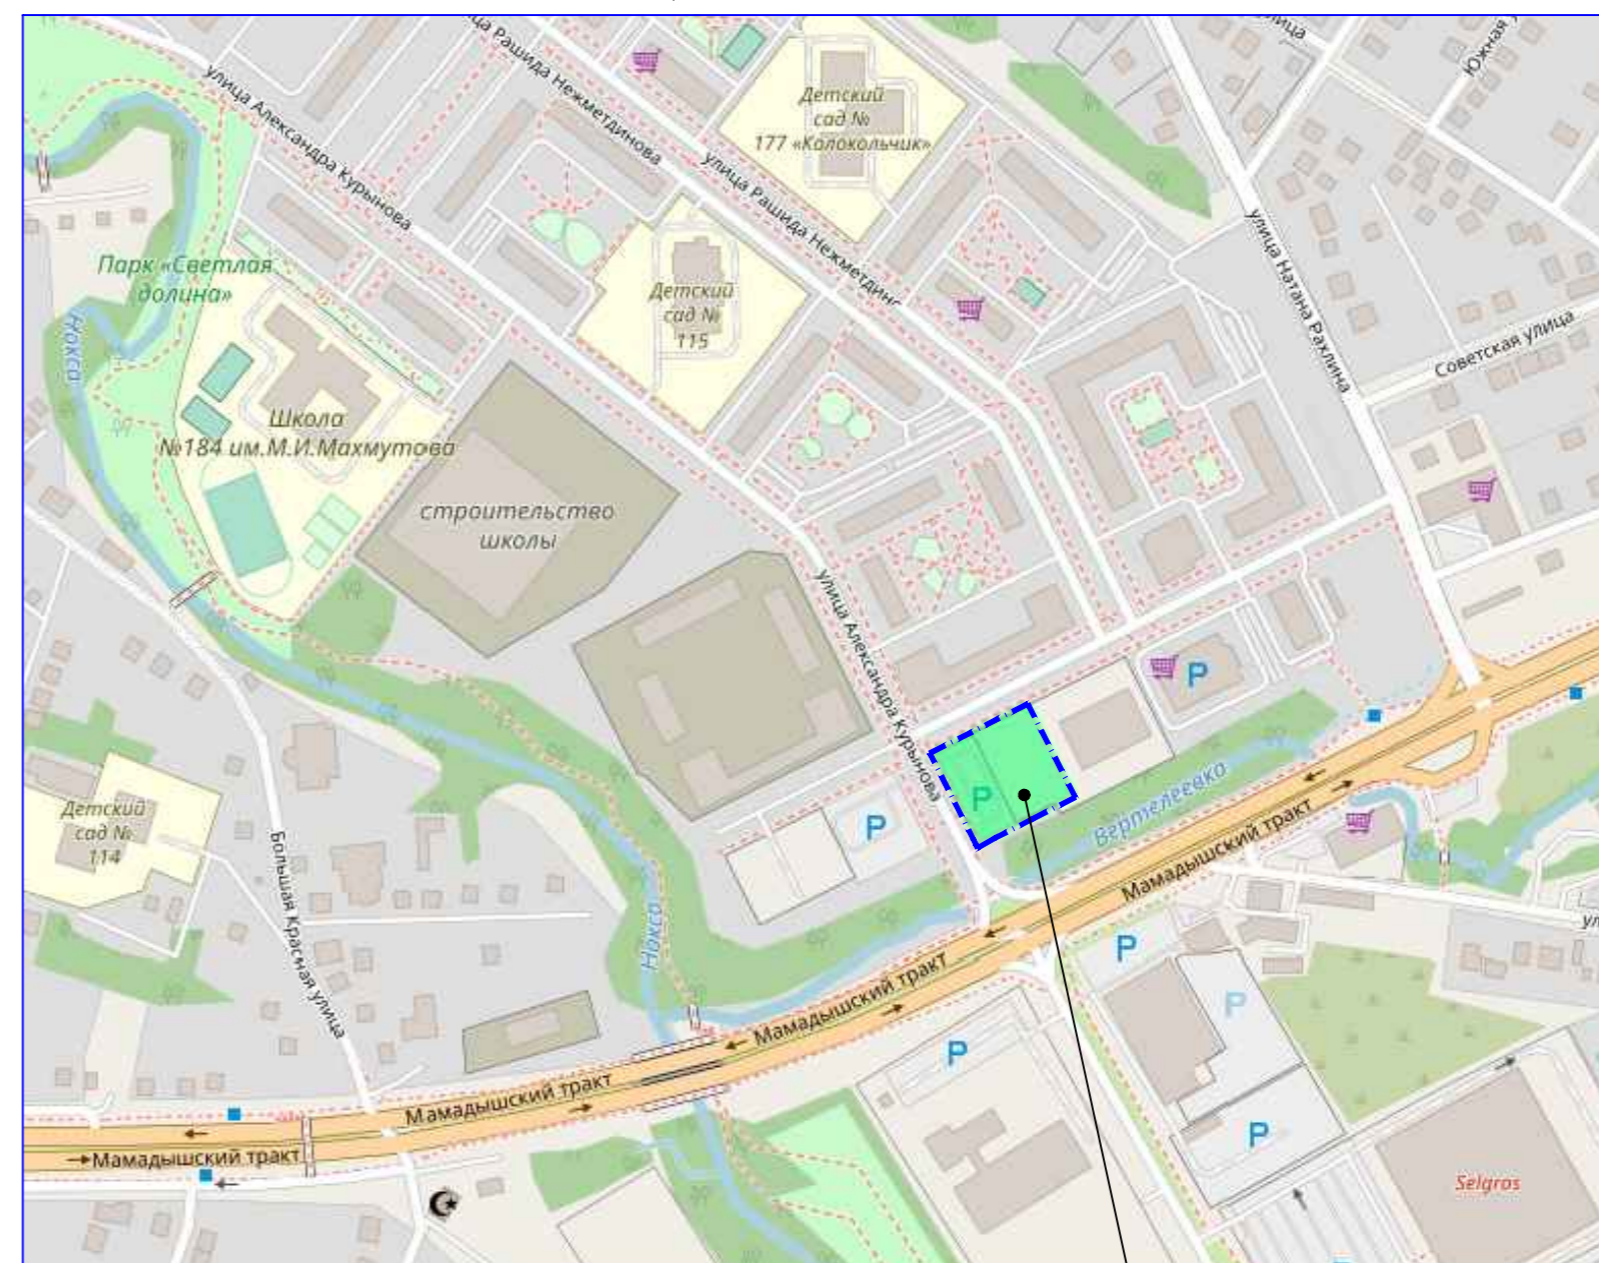 улица Рашида Нежметдинова
улица
Южная
улица Александра Курынова
Детский
сад №
177 «Колокольчик»
улица Рашида Нежметдинс
улица Натана Рахлина
Парк «Светлая
долина»
Детский
сад №
115
Нокса
Советская улица
Школа
№184 им.М.И.Махмутова
строительство
школы
улица Александра Курынова
P
P
P
Вертелеевка
Детский
сад №
114
Большая Красная улица
Мамадышский тракт
Нокса
ул
P
Мамадышский тракт
P
P
Мамадышский тракт
P
Мамадышский тракт
Selgros